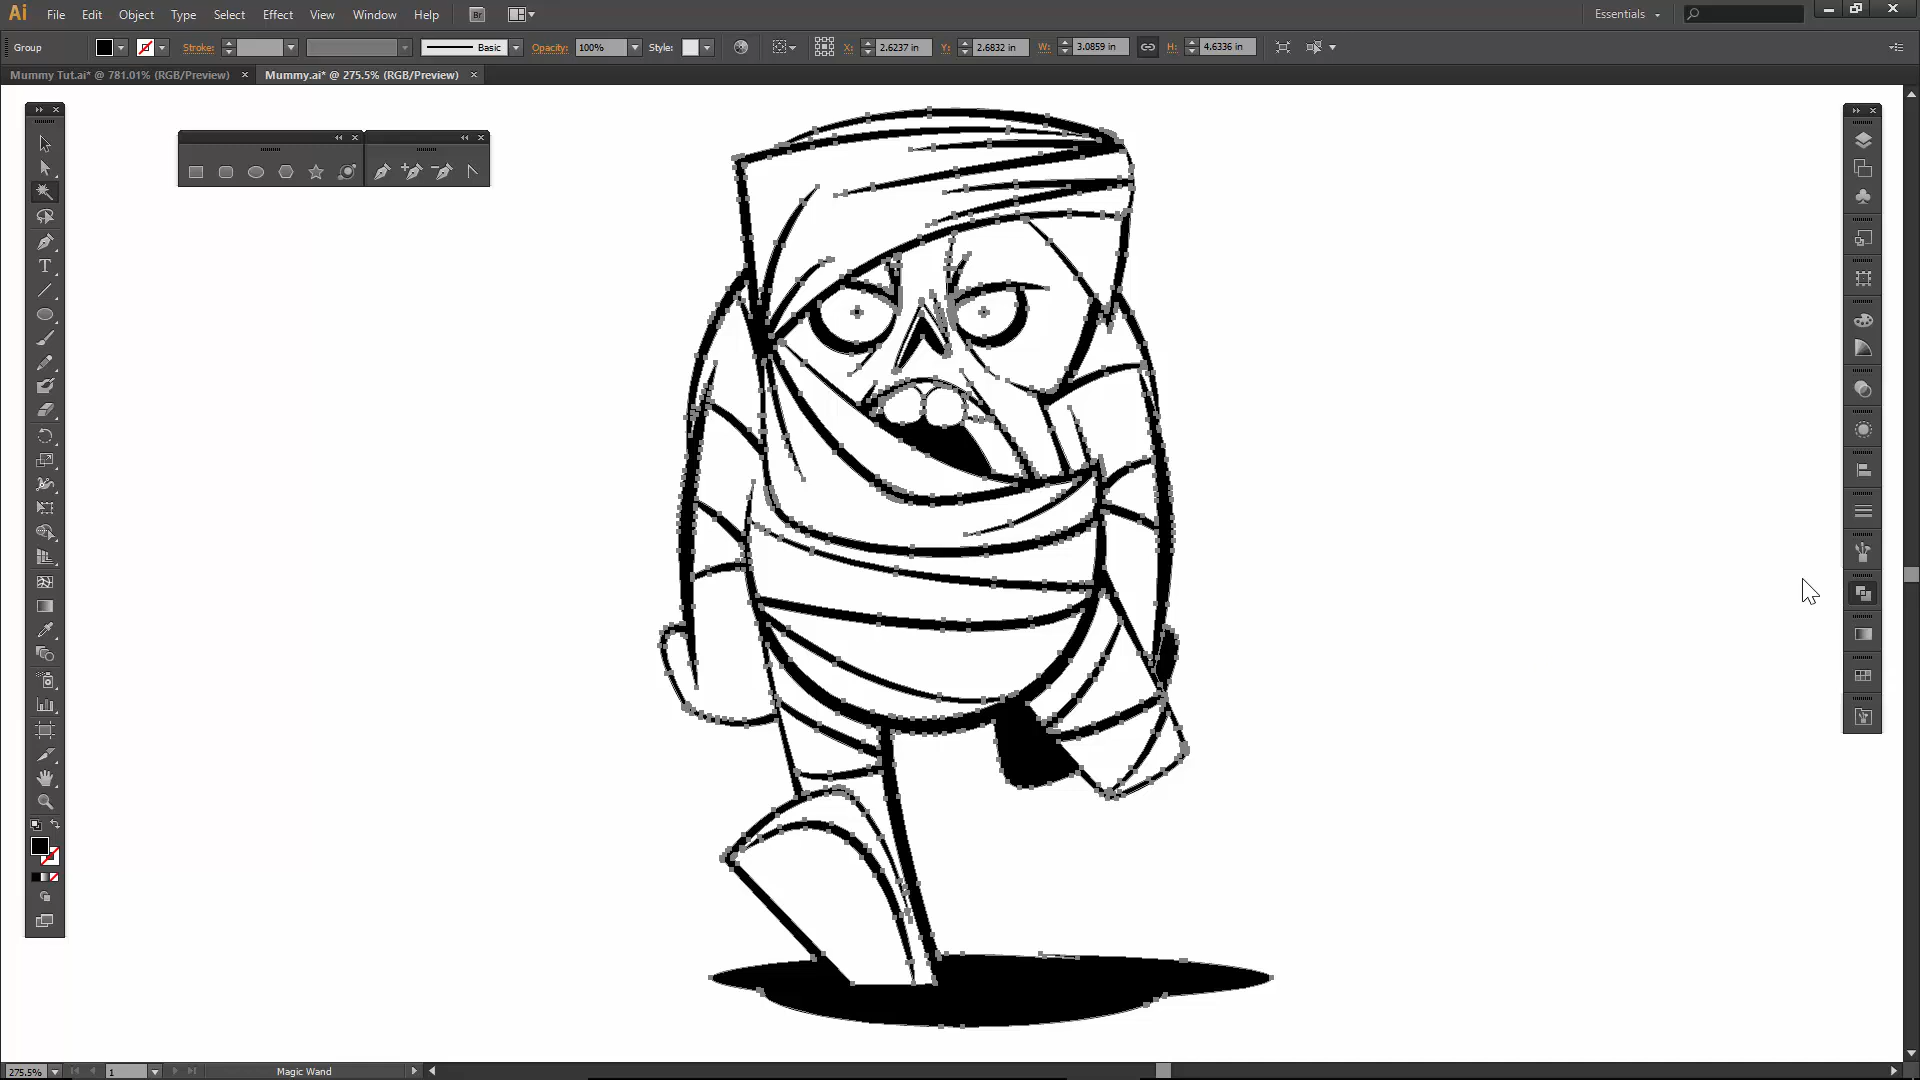 Ai File Edit Object Type Select Effect View Window Help Br Essentials
Group Stroke: Basic Opacity: 100% Style: X: 2.6237 in Y: 2.6832 in W: 3.0859 in H: 4.6336 in
Mummy Tut.ai* @ 781.01% (RGB/Preview) × Mummy.ai* @ 275.5% (RGB/Preview) ×
T
275.5% 1 Magic Wand